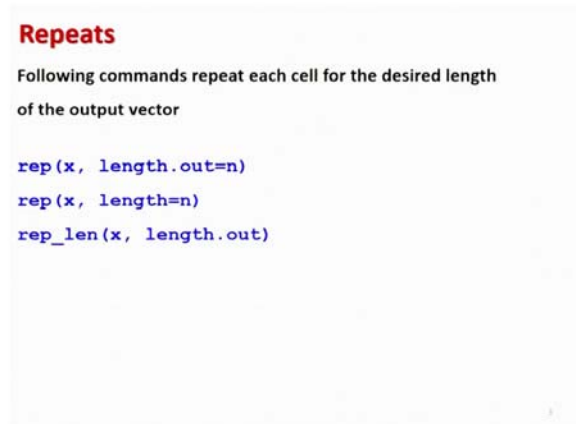 Repeats
Following commands repeat each cell for the desired length
of the output vector
rep(x, length.out=n)
rep(x, length=n)
rep_len(x, length.out)